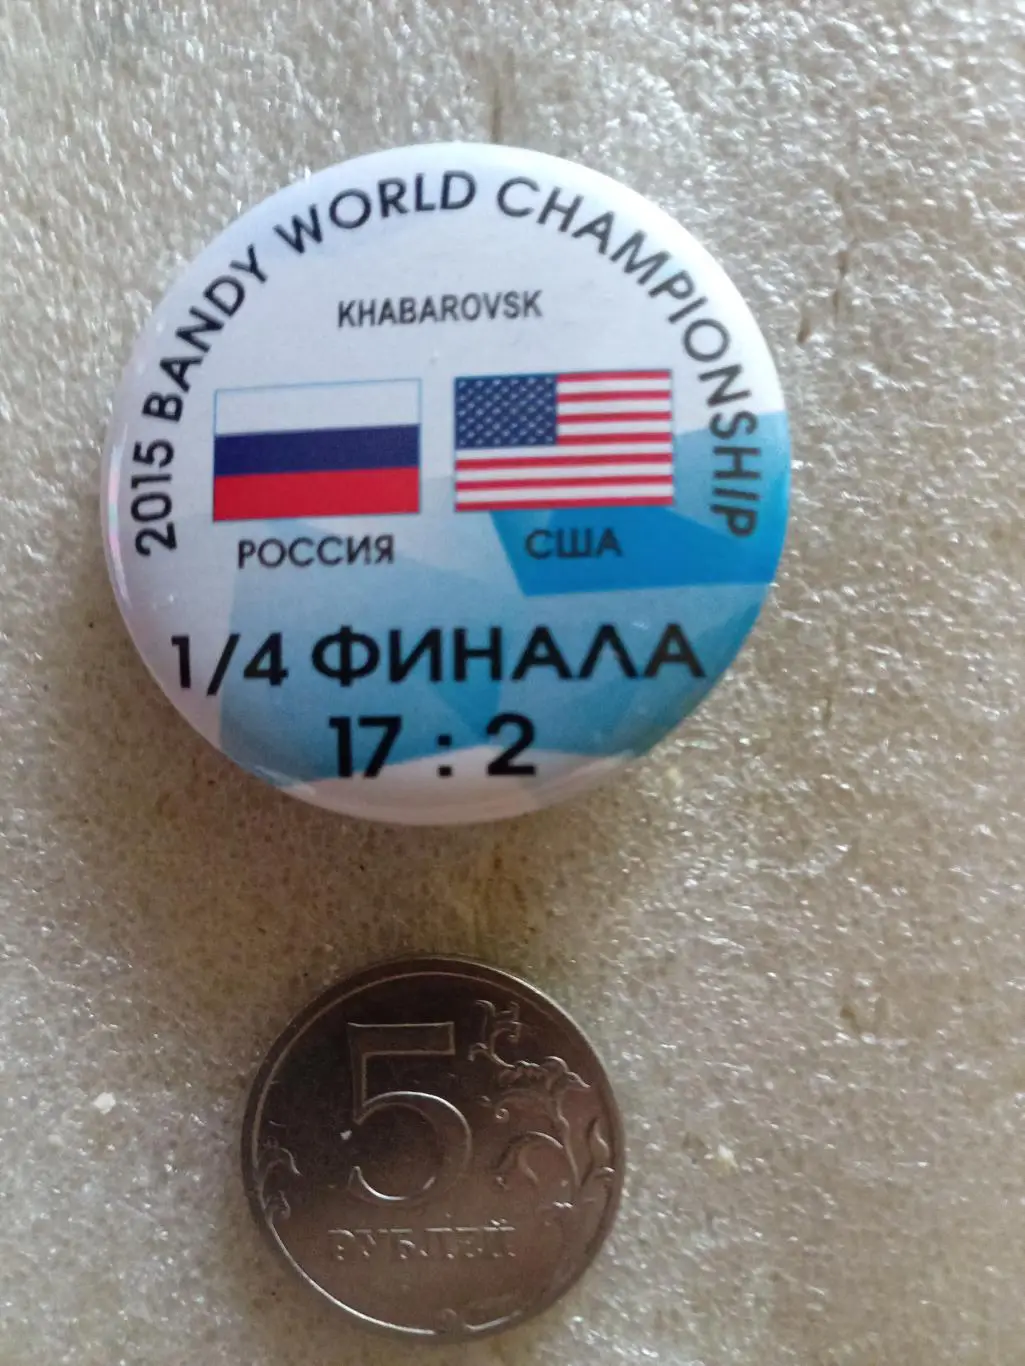 2015 BANDY WORLD CHAMPIONSHIP
KHABAROVSK
РОССИЯ
США
1/4 ФИНАЛА
17 : 2
5
РУБЛЕЙ